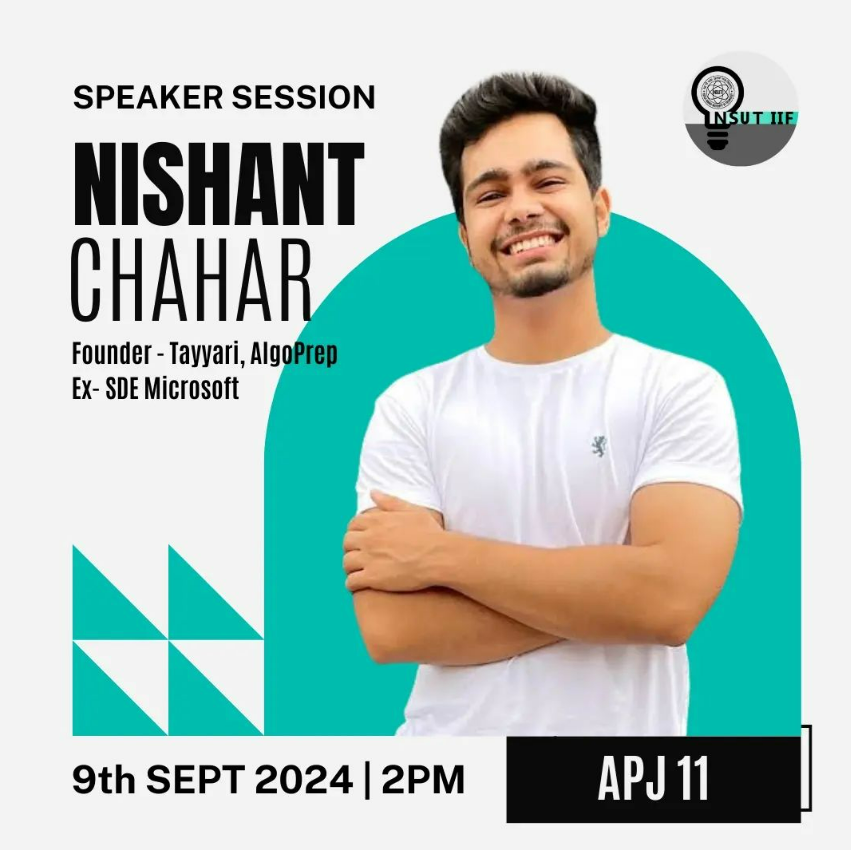 SPEAKER SESSION
NSUT IIF
NISHANT
CHAHAR
Founder - Tayyari, AlgoPrep
Ex- SDE Microsoft
9th SEPT 2024 | 2PM
APJ 11